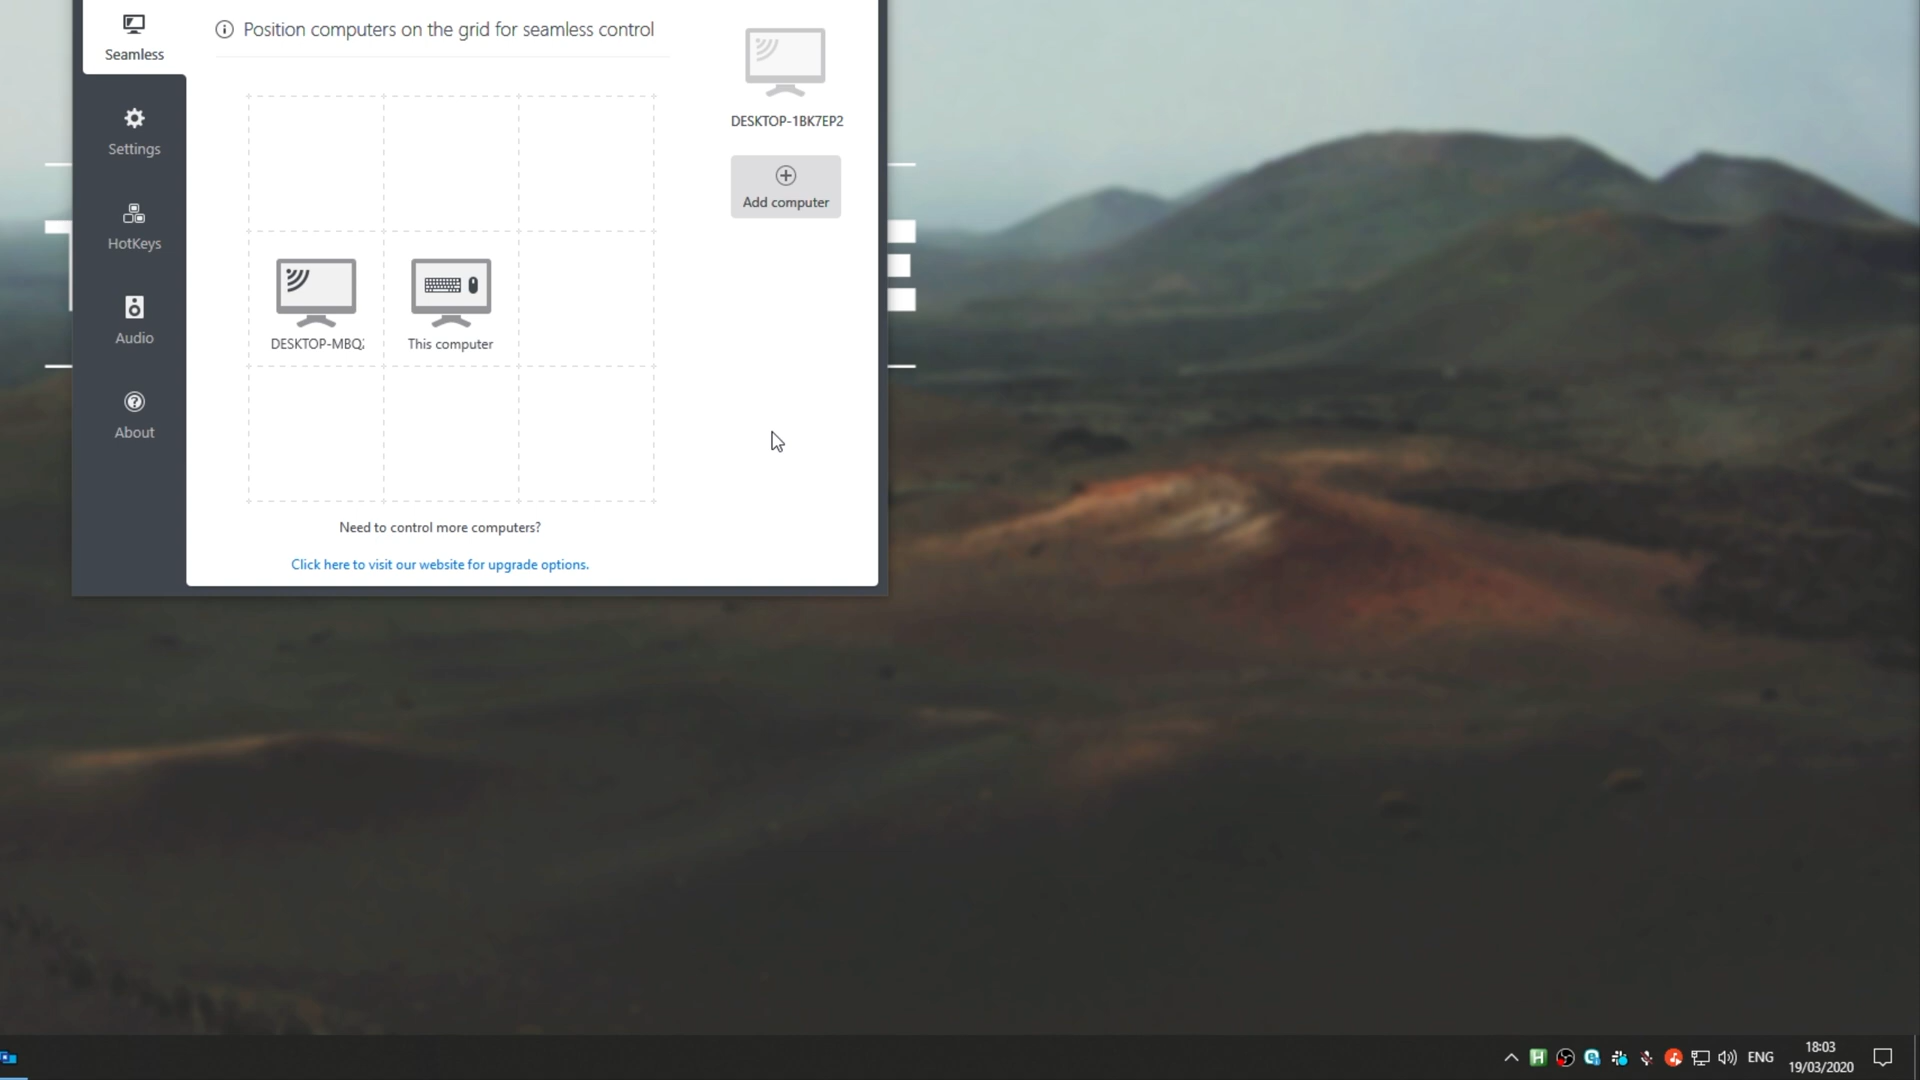 Seamless
Position computers on the grid for seamless control
DESKTOP-1BK7EP2
Settings
Add computer
HotKeys
Audio
DESKTOP-MBQ
This computer
About
Need to control more computers?
Click here to visit our website for upgrade options.
ENG
18:03
19/03/2020